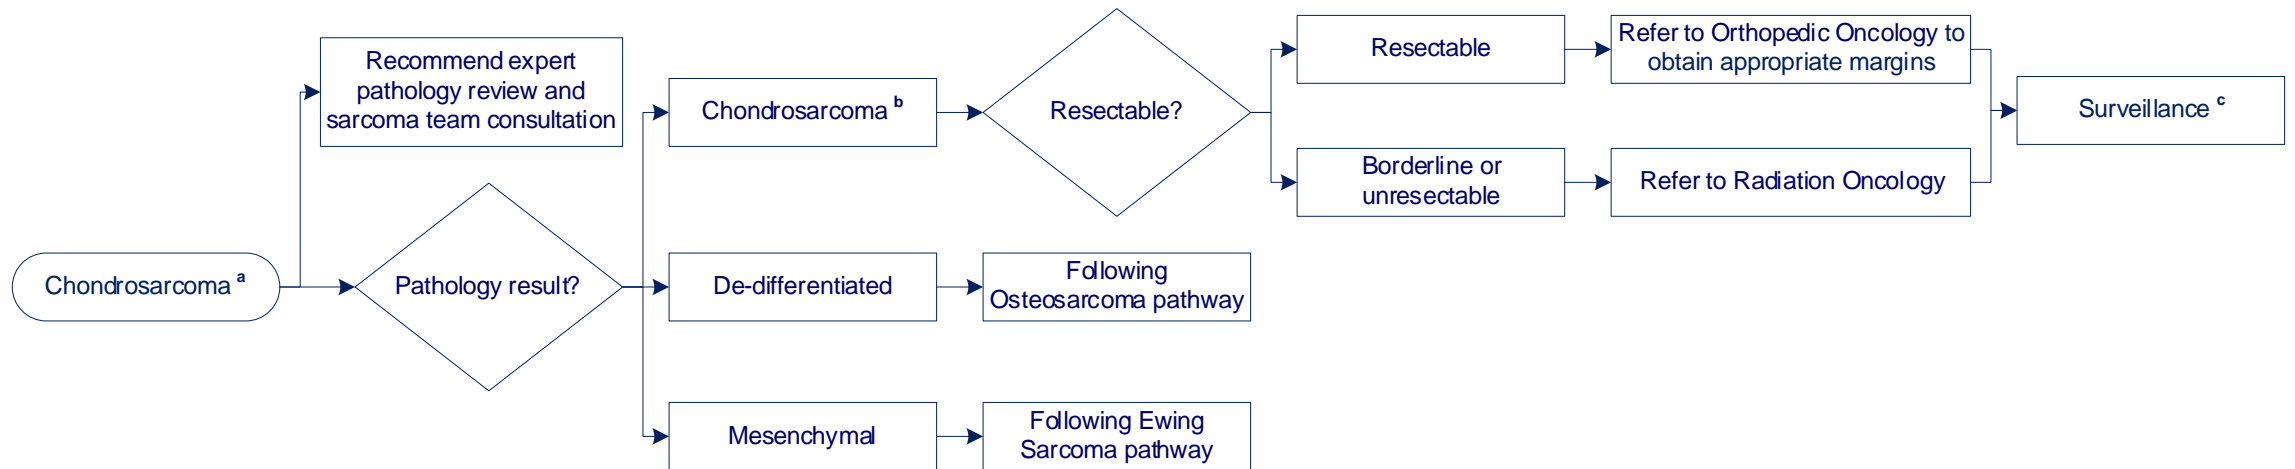 Chondrosarcoma a
Recommend expert
pathology review and
sarcoma team consultation
Pathology result?
Chondrosarcoma b
Resectable?
Resectable
Refer to Orthopedic Oncology to
obtain appropriate margins
Borderline or
unresectable
Refer to Radiation Oncology
Surveillance c
De-differentiated
Following
Osteosarcoma pathway
Mesenchymal
Following Ewing
Sarcoma pathway